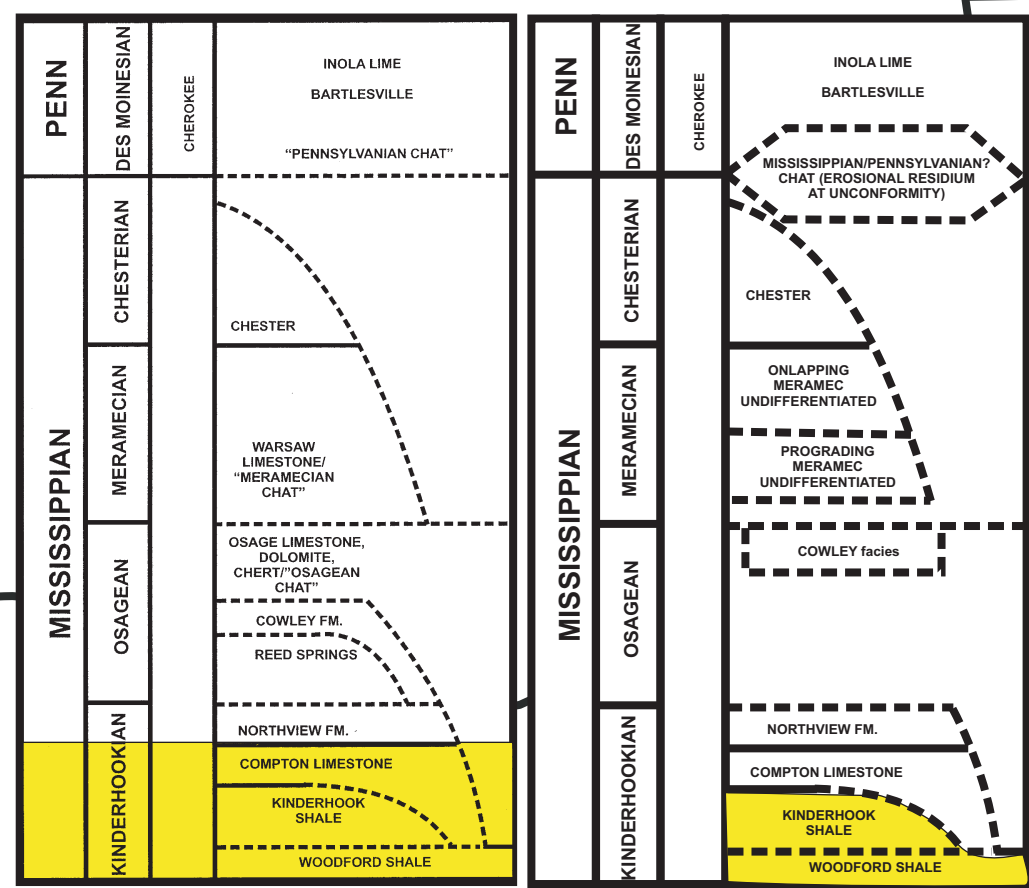 PENN
DES MOINESIAN
CHEROKEE
INOLA LIME
BARTLESVILLE
“PENNSYLVANIAN CHAT”
MISSISSIPPIAN
CHESTERIAN
CHESTER
MERAMECIAN
WARSAW
LIMESTONE/
“MERAMECIAN
CHAT”
OSAGEAN
OSAGE LIMESTONE,
DOLOMITE,
CHERT/”OSAGEAN
CHAT”
COWLEY FM.
REED SPRINGS
KINDERHOOKIAN
NORTHVIEW FM.
COMPTON LIMESTONE
KINDERHOOK
SHALE
WOODFORD SHALE
PENN
DES MOINESIAN
CHEROKEE
INOLA LIME
BARTLESVILLE
MISSISSIPPIAN/PENNSYLVANIAN?
CHAT (EROSIONAL RESIDIUM
AT UNCONFORMITY)
MISSISSIPPIAN
CHESTERIAN
CHESTER
MERAMECIAN
ONLAPPING
MERAMEC
UNDIFFERENTIATED
PROGRADING
MERAMEC
UNDIFFERENTIATED
OSAGEAN
COWLEY facies
KINDERHOOKIAN
NORTHVIEW FM.
COMPTON LIMESTONE
KINDERHOOK
SHALE
WOODFORD SHALE